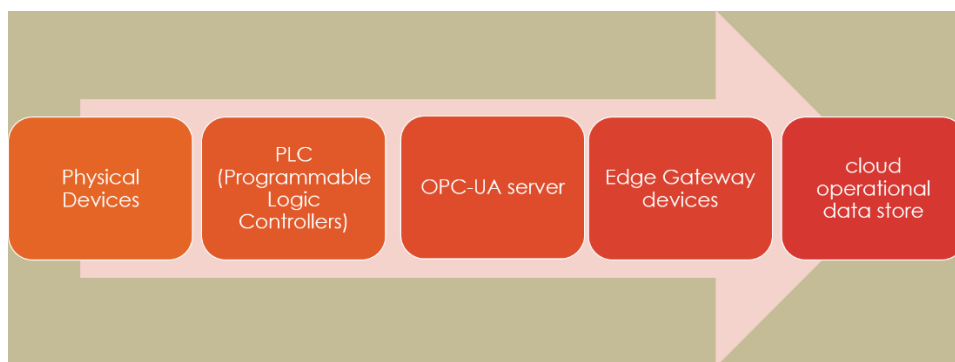 Physical
Devices
PLC
(Programmable
Logic
Controllers)
OPC-UA server
Edge Gateway
devices
cloud
operational
data store